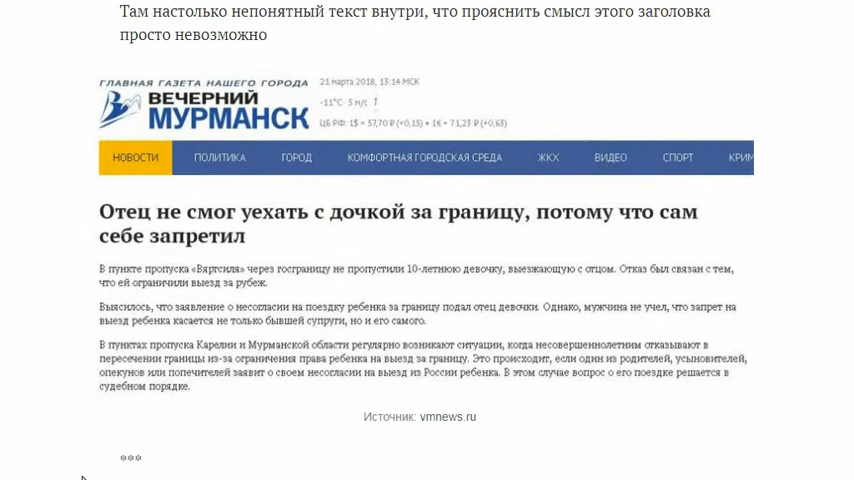 Там настолько непонятный текст внутри, что прояснить смысл этого заголовка
просто невозможно
ГЛАВНАЯ ГАЗЕТА НАШЕГО ГОРОДА
ВЕЧЕРНИЙ
МУРМАНСК
21 марта 2018, 13:14 МСК
-11°C · 5 м/с ↑
ЦБ РФ: 1$ = 57,70 ₽ (+0,15) • 1€ = 71,23 ₽ (+0,63)
НОВОСТИ ПОЛИТИКА ГОРОД КОМФОРТНАЯ ГОРОДСКАЯ СРЕДА ЖКХ ВИДЕО СПОРТ КРИМ
Отец не смог уехать с дочкой за границу, потому что сам
себе запретил
В пункте пропуска «Вяртсиля» через госграницу не пропустили 10-летнюю девочку, выезжающую с отцом. Отказ был связан с тем,
что ей ограничили выезд за рубеж.
Выяснилось, что заявление о несогласии на поездку ребенка за границу подал отец девочки. Однако, мужчина не учел, что запрет на
выезд ребенка касается не только бывшей супруги, но и его самого.
В пунктах пропуска Карелии и Мурманской области регулярно возникают ситуации, когда несовершеннолетним отказывают в
пересечении границы из-за ограничения права ребенка на выезд за границу. Это происходит, если один из родителей, усыновителей,
опекунов или попечителей заявит о своем несогласии на выезд из России ребенка. В этом случае вопрос о его поездке решается в
судебном порядке.
Источник: vmnews.ru
***